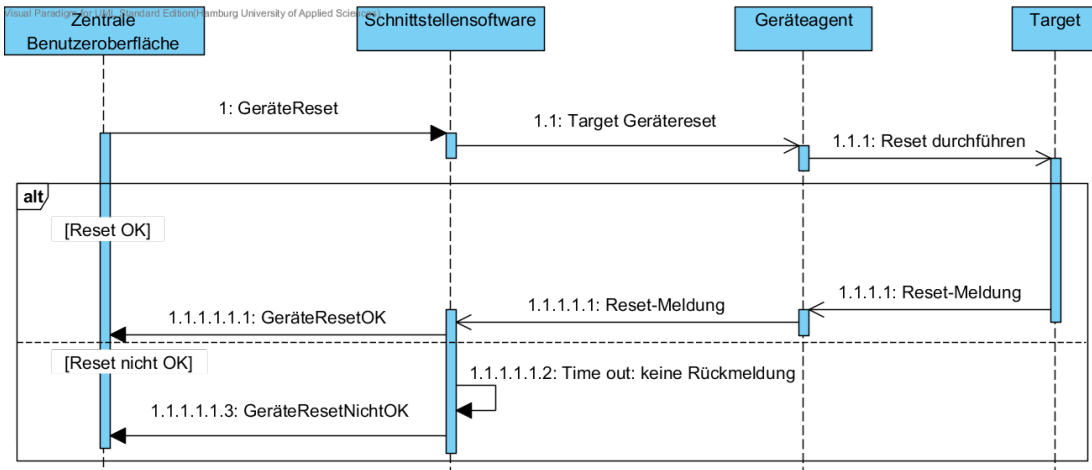 Visual Paradigm for UML Standard Edition(Hamburg University of Applied Sciences)
Zentrale
Benutzeroberfläche
Schnittstellensoftware
Geräteagent
Target
1: GeräteReset
1.1: Target Gerätereset
1.1.1: Reset durchführen
alt
[Reset OK]
1.1.1.1: Reset-Meldung
1.1.1.1.1: Reset-Meldung
1.1.1.1.1.1: GeräteResetOK
[Reset nicht OK]
1.1.1.1.1.2: Time out: keine Rückmeldung
1.1.1.1.1.3: GeräteResetNichtOK